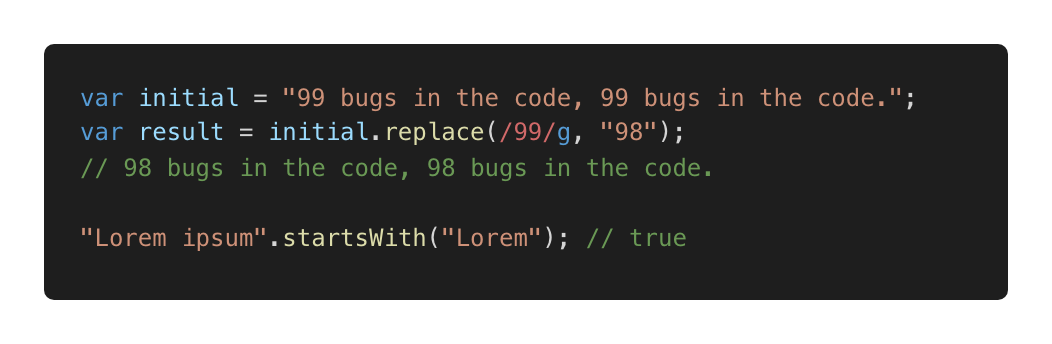 var initial = "99 bugs in the code, 99 bugs in the code.";
var result = initial.replace(/99/g, "98");
// 98 bugs in the code, 98 bugs in the code.
"Lorem ipsum".startsWith("Lorem"); // true